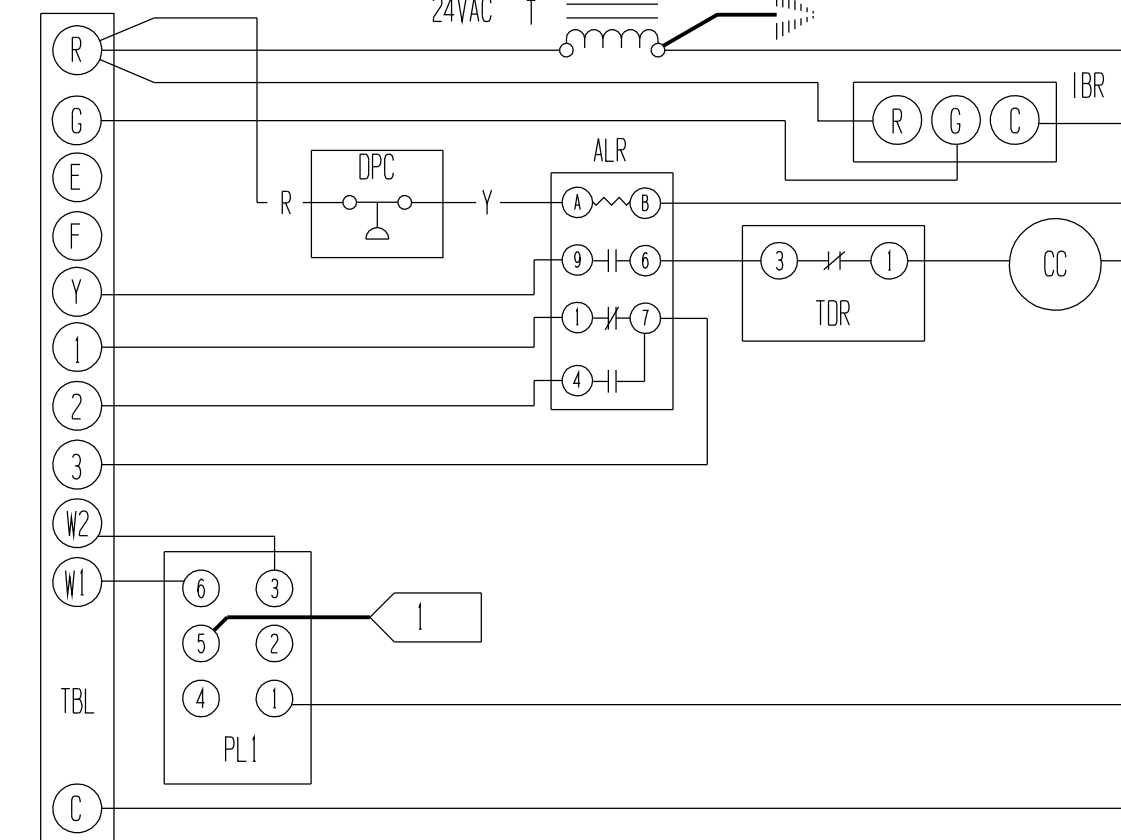 24VAC T
R
IBR
G R G C
DPC ALR
E
R Y A B
F
9 6 3 1 CC
Y
1 7 TDR
1
4
2
3
W2
W1 6 3
1
5 2
TBL 4 1
PL1
C